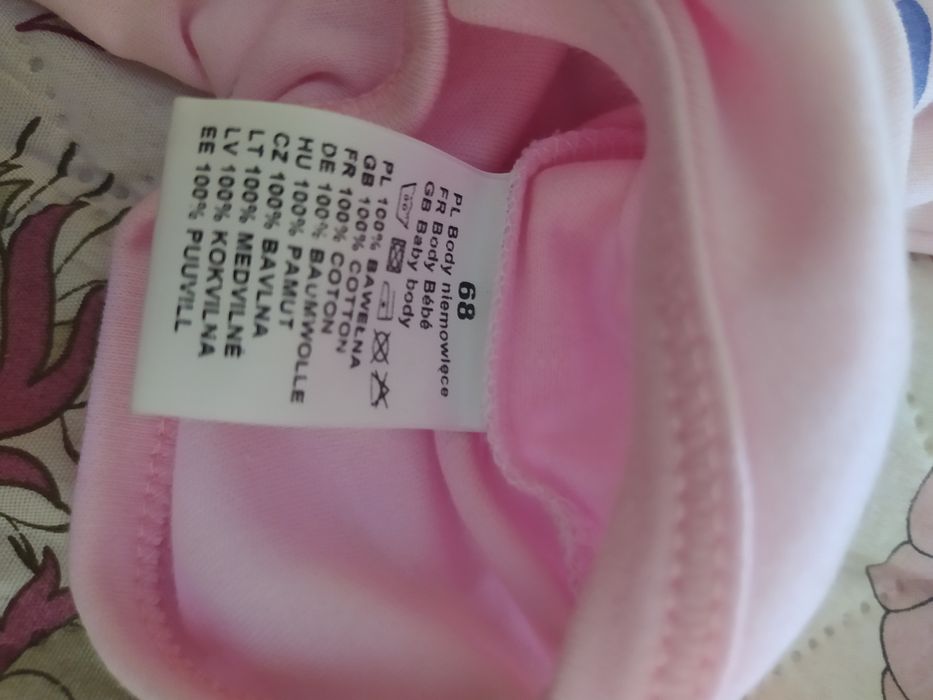 68
PL Body niemowlęce
FR Body Bébé
GB Baby body
PL 100% BAWEŁNA
GB 100% COTTON
FR 100% COTON
DE 100% BAUMWOLLE
HU 100% PAMUT
CZ 100% BAVLNA
LT 100% MEDVILNĖ
LV 100% KOKVILNA
EE 100% PUUVILL